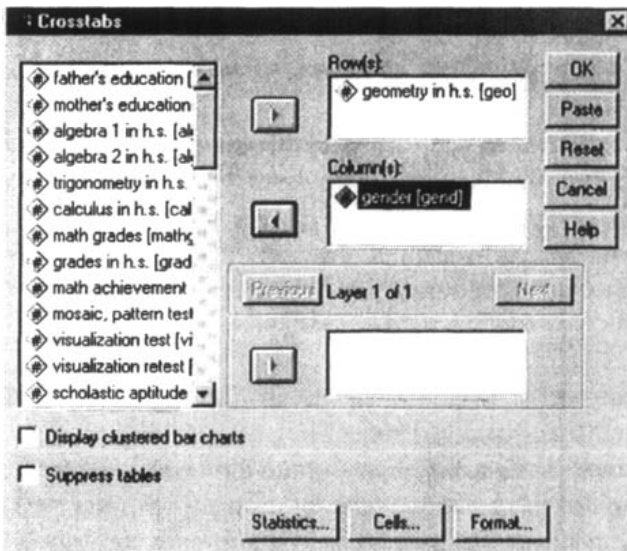 Crosstabs
father's education [
mother's education
algebra 1 in h.s. [al
algebra 2 in h.s. [al
trigonometry in h.s.
calculus in h.s. [cal
math grades [mathg
grades in h.s. [grad
math achievement
mosaic, pattern test
visualization test [vi
visualization retest [
scholastic aptitude
Row(s):
geometry in h.s. [geo]
Column(s):
gender [gend]
Previous
Layer 1 of 1
Next
OK
Paste
Reset
Cancel
Help
Display clustered bar charts
Suppress tables
Statistics...
Cells...
Format...